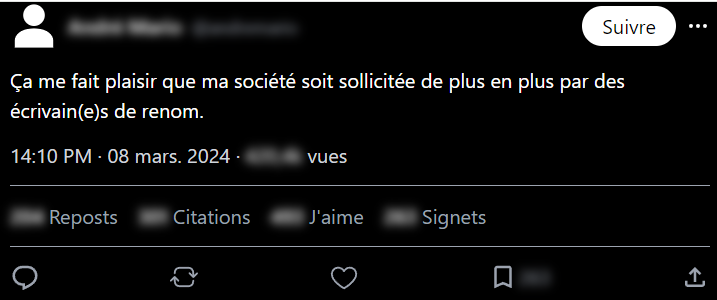 Suivre
Ça me fait plaisir que ma société soit sollicitée de plus en plus par des
écrivain(e)s de renom.
14:10 PM · 08 mars. 2024 · vues
Reposts Citations J'aime Signets